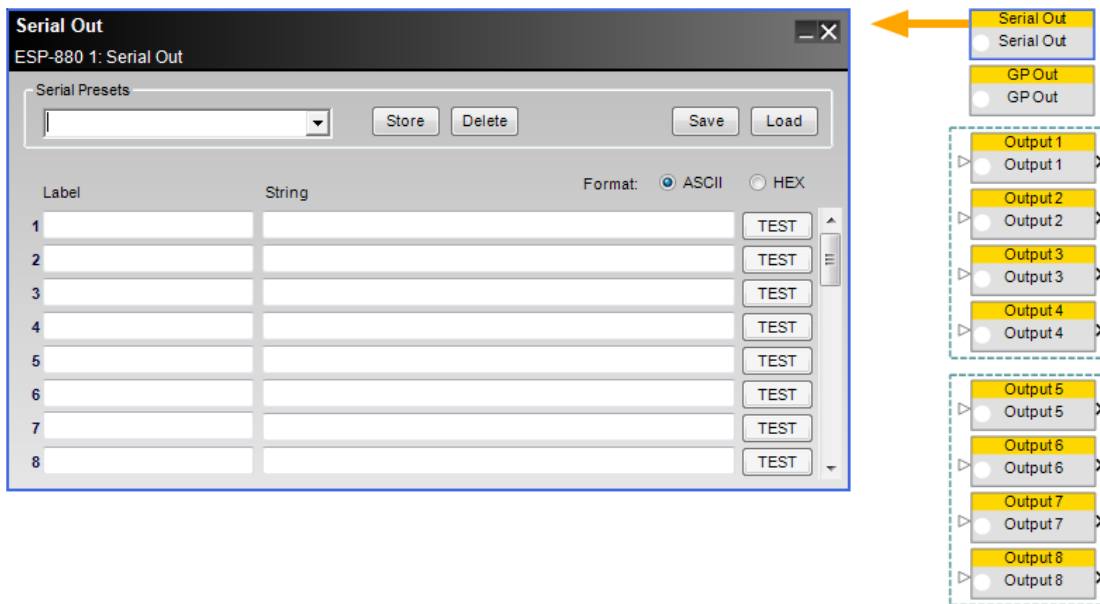 Serial Out
ESP-880 1: Serial Out
Serial Presets
Store Delete Save Load
Label String Format: ASCII HEX
1 TEST
2 TEST
3 TEST
4 TEST
5 TEST
6 TEST
7 TEST
8 TEST
Serial Out
Serial Out
GP Out
GP Out
Output 1
Output 1
Output 2
Output 2
Output 3
Output 3
Output 4
Output 4
Output 5
Output 5
Output 6
Output 6
Output 7
Output 7
Output 8
Output 8